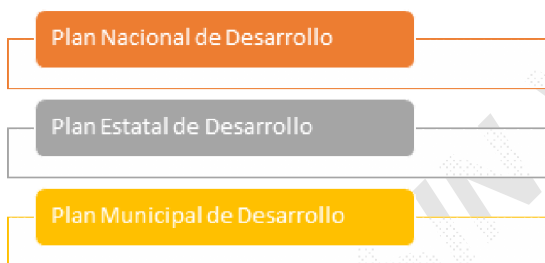 Plan Nacional de Desarrollo
Plan Estatal de Desarrollo
Plan Municipal de Desarrollo